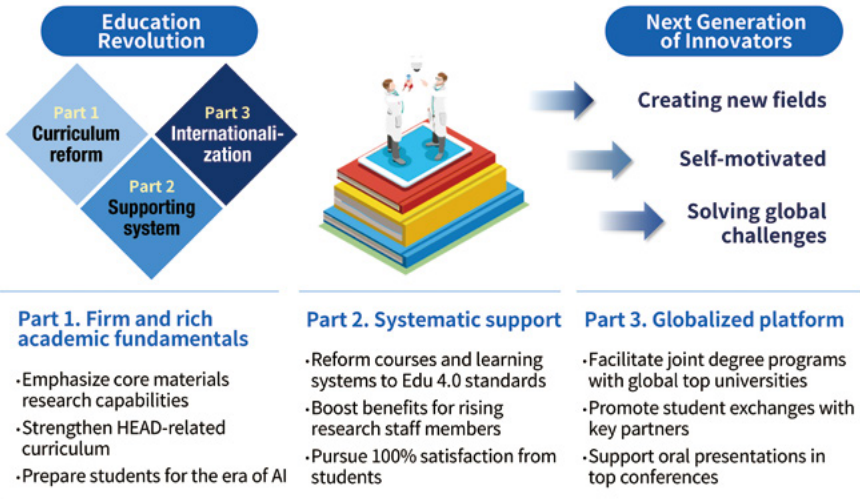 Education
Revolution
Part 1
Curriculum
reform
Part 3
Internationali-
zation
Part 2
Supporting
system
Next Generation
of Innovators
Creating new fields
Self-motivated
Solving global
challenges
Part 1. Firm and rich
academic fundamentals
·Emphasize core materials
research capabilities
·Strengthen HEAD-related
curriculum
·Prepare students for the era of AI
Part 2. Systematic support
·Reform courses and learning
systems to Edu 4.0 standards
·Boost benefits for rising
research staff members
·Pursue 100% satisfaction from
students
Part 3. Globalized platform
·Facilitate joint degree programs
with global top universities
·Promote student exchanges with
key partners
·Support oral presentations in
top conferences